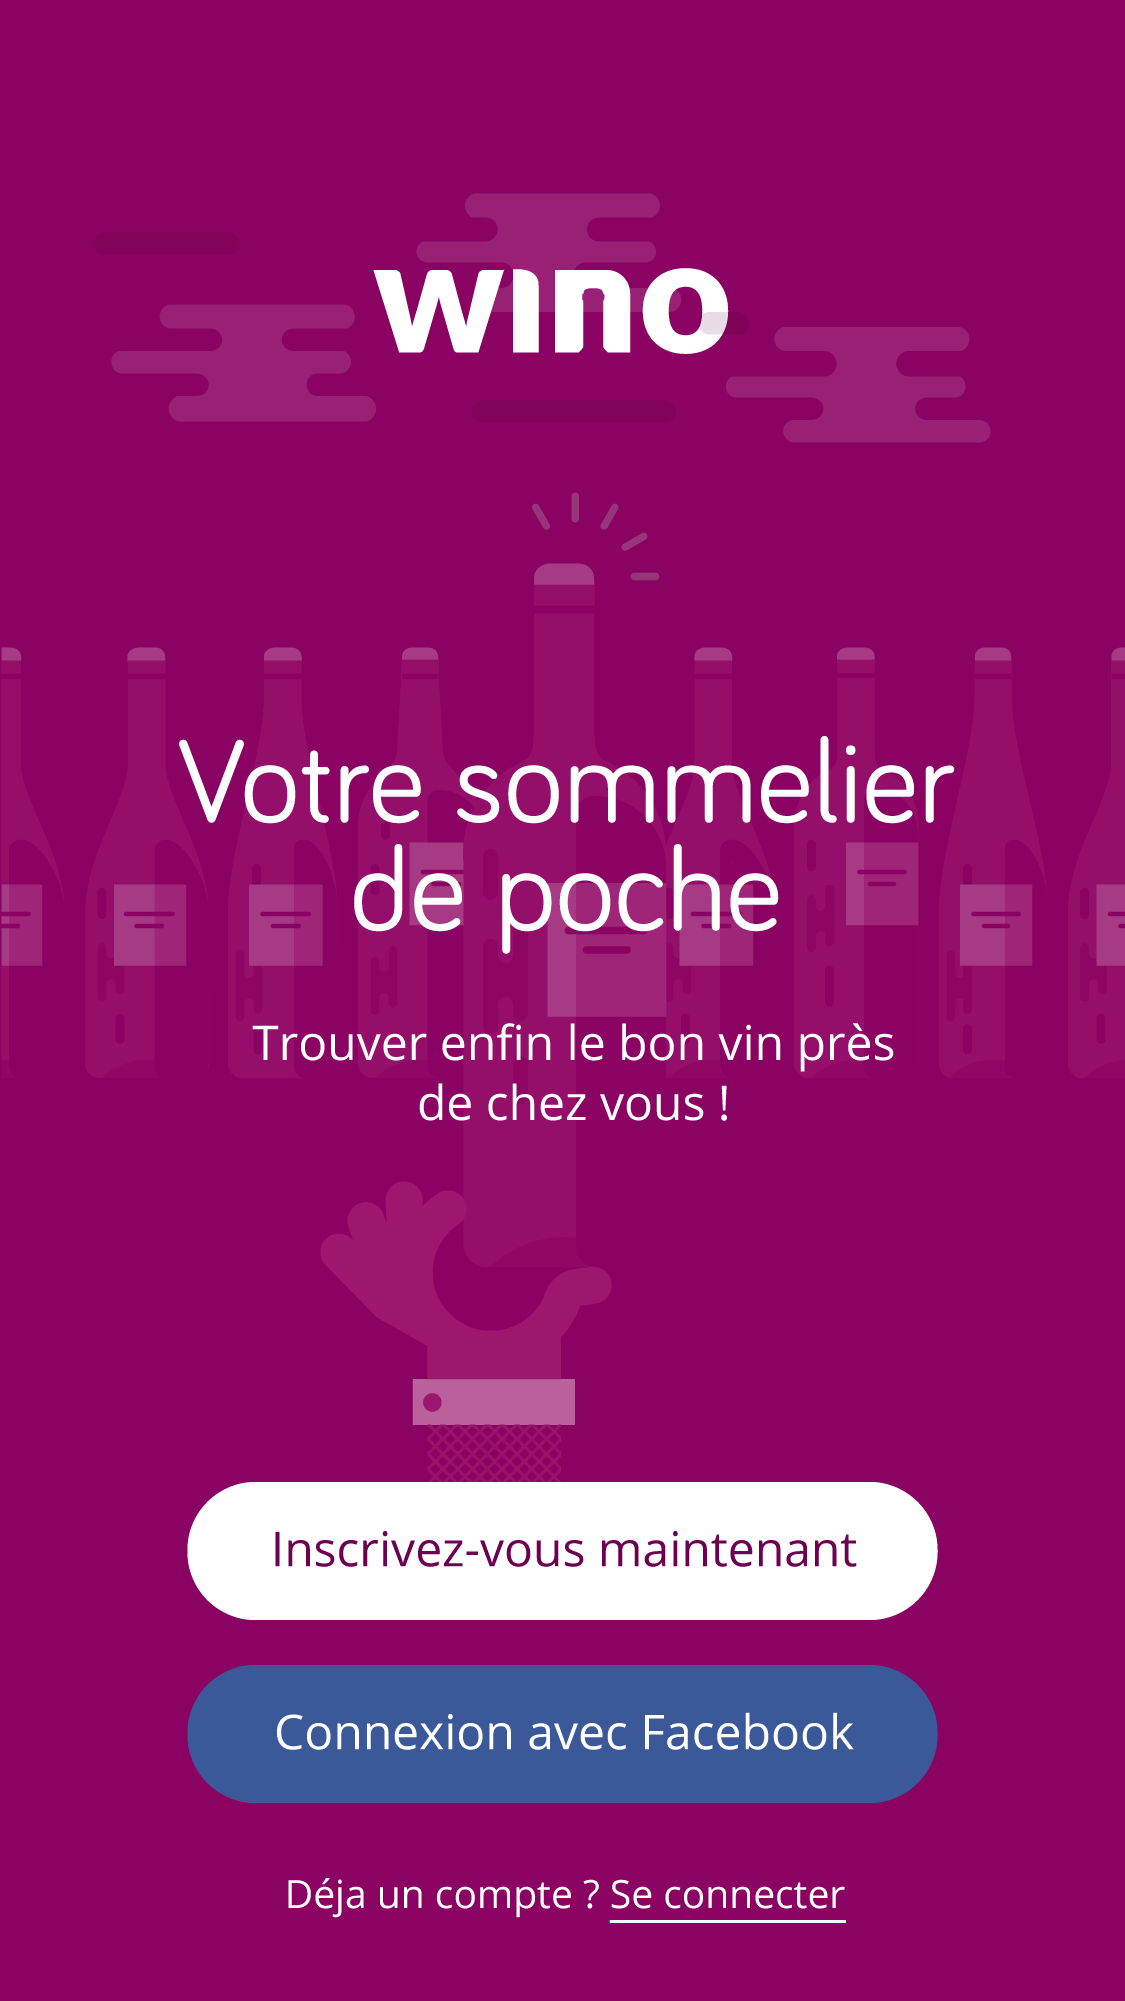 wino
Votre sommelier
de poche
Trouver enfin le bon vin près
de chez vous !
Inscrivez-vous maintenant
Connexion avec Facebook
Déja un compte ? Se connecter